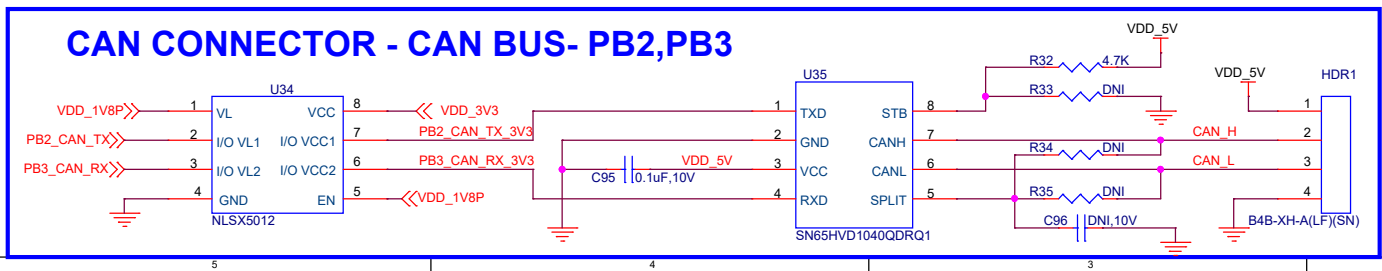 CAN CONNECTOR - CAN BUS- PB2,PB3
VDD_5V
U34
U35
R32 4.7K
VDD_5V
HDR1
VDD_1V8P 1 VL VCC 8 VDD_3V3
R33 DNI
1 TXD STB 8
1
PB2_CAN_TX 2 I/O VL1 I/O VCC1 7 PB2_CAN_TX_3V3
2 GND CANH 7
CAN_H 2
R34 DNI
PB3_CAN_RX 3 I/O VL2 I/O VCC2 6 PB3_CAN_RX_3V3
C95 0.1uF,10V VDD_5V 3 VCC CANL 6
CAN_L 3
4 GND EN 5 VDD_1V8P
4 RXD SPLIT 5
R35 DNI
4
NLSX5012
SN65HVD1040QDRQ1
C96 DNI,10V
B4B-XH-A(LF)(SN)
5 4 3